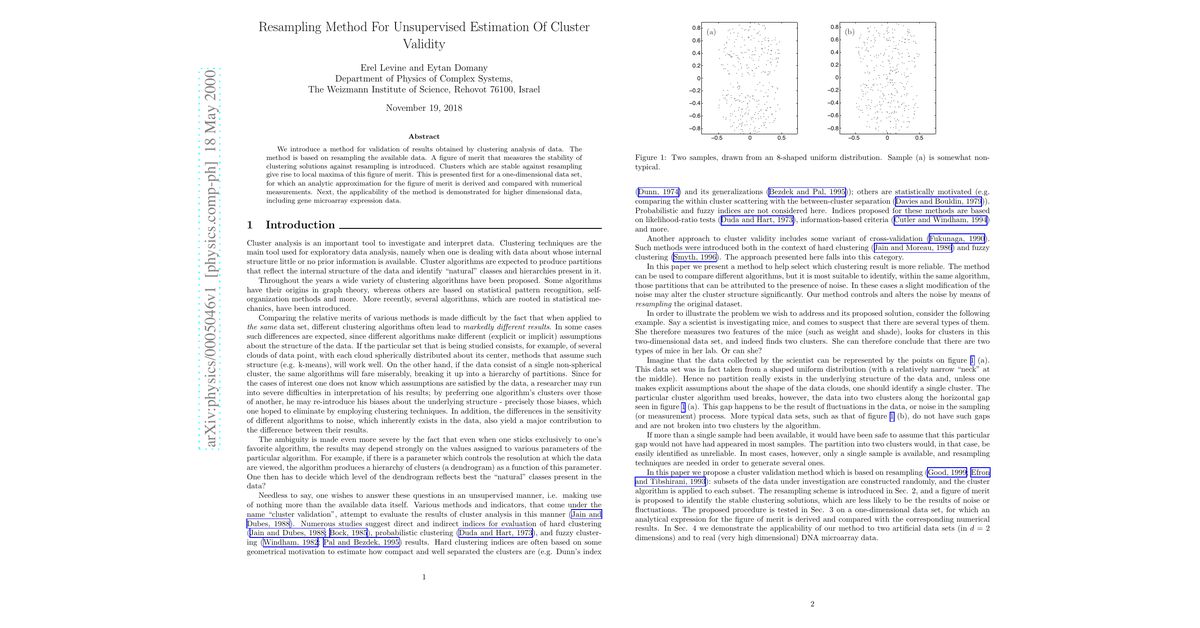 arXiv:physics/0005046v1 [physics.comp-ph] 18 May 2000
Resampling Method For Unsupervised Estimation Of Cluster
Validity
Erel Levine and Eytan Domany
Department of Physics of Complex Systems,
The Weizmann Institute of Science, Rehovot 76100, Israel
November 19, 2018
Abstract
We introduce a method for validation of results obtained by clustering analysis of data. The
method is based on resampling the available data. A figure of merit that measures the stability of
clustering solutions against resampling is introduced. Clusters which are stable against resampling
give rise to local maxima of this figure of merit. This is presented first for a one-dimensional data set,
for which an analytic approximation for the figure of merit is derived and compared with numerical
measurements. Next, the applicability of the method is demonstrated for higher dimensional data,
including gene microarray expression data.
1 Introduction
Cluster analysis is an important tool to investigate and interpret data. Clustering techniques are the
main tool used for exploratory data analysis, namely when one is dealing with data about whose internal
structure little or no prior information is available. Cluster algorithms are expected to produce partitions
that reflect the internal structure of the data and identify "natural" classes and hierarchies present in it.
Throughout the years a wide variety of clustering algorithms have been proposed. Some algorithms
have their origins in graph theory, whereas others are based on statistical pattern recognition, self-
organization methods and more. More recently, several algorithms, which are rooted in statistical me-
chanics, have been introduced.
Comparing the relative merits of various methods is made difficult by the fact that when applied to
the same data set, different clustering algorithms often lead to markedly different results. In some cases
such differences are expected, since different algorithms make different (explicit or implicit) assumptions
about the structure of the data. If the particular set that is being studied consists, for example, of several
clouds of data point, with each cloud spherically distributed about its center, methods that assume such
structure (e.g. k-means), will work well. On the other hand, if the data consist of a single non-spherical
cluster, the same algorithms will fare miserably, breaking it up into a hierarchy of partitions. Since for
the cases of interest one does not know which assumptions are satisfied by the data, a researcher may run
into severe difficulties in interpretation of his results; by preferring one algorithm's clusters over those
of another, he may re-introduce his biases about the underlying structure - precisely those biases, which
one hoped to eliminate by employing clustering techniques. In addition, the differences in the sensitivity
of different algorithms to noise, which inherently exists in the data, also yield a major contribution to
the difference between their results.
The ambiguity is made even more severe by the fact that even when one sticks exclusively to one's
favorite algorithm, the results may depend strongly on the values assigned to various parameters of the
particular algorithm. For example, if there is a parameter which controls the resolution at which the data
are viewed, the algorithm produces a hierarchy of clusters (a dendrogram) as a function of this parameter.
One then has to decide which level of the dendrogram reflects best the "natural" classes present in the
data?
Needless to say, one wishes to answer these questions in an unsupervised manner, i.e. making use
of nothing more than the available data itself. Various methods and indicators, that come under the
name "cluster validation", attempt to evaluate the results of cluster analysis in this manner (Jain and
Dubes, 1988). Numerous studies suggest direct and indirect indices for evaluation of hard clustering
(Jain and Dubes, 1988; Bock, 1985), probabilistic clustering (Duda and Hart, 1973), and fuzzy cluster-
ing (Windham, 1982; Pal and Bezdek, 1995) results. Hard clustering indices are often based on some
geometrical motivation to estimate how compact and well separated the clusters are (e.g. Dunn's index
1
(a)
0.8
0.6
0.4
0.2
0
−0.2
−0.4
−0.6
−0.8
−0.5
0
0.5
(b)
0.8
0.6
0.4
0.2
0
−0.2
−0.4
−0.6
−0.8
−0.5
0
0.5
Figure 1: Two samples, drawn from an 8-shaped uniform distribution. Sample (a) is somewhat non-
typical.
(Dunn, 1974) and its generalizations (Bezdek and Pal, 1995)); others are statistically motivated (e.g.
comparing the within cluster scattering with the between-cluster separation (Davies and Bouldin, 1979)).
Probabilistic and fuzzy indices are not considered here. Indices proposed for these methods are based
on likelihood-ratio tests (Duda and Hart, 1973), information-based criteria (Cutler and Windham, 1994)
and more.
Another approach to cluster validity includes some variant of cross-validation (Fukunaga, 1990).
Such methods were introduced both in the context of hard clustering (Jain and Moreau, 1986) and fuzzy
clustering (Smyth, 1996). The approach presented here falls into this category.
In this paper we present a method to help select which clustering result is more reliable. The method
can be used to compare different algorithms, but it is most suitable to identify, within the same algorithm,
those partitions that can be attributed to the presence of noise. In these cases a slight modification of the
noise may alter the cluster structure significantly. Our method controls and alters the noise by means of
resampling the original dataset.
In order to illustrate the problem we wish to address and its proposed solution, consider the following
example. Say a scientist is investigating mice, and comes to suspect that there are several types of them.
She therefore measures two features of the mice (such as weight and shade), looks for clusters in this
two-dimensional data set, and indeed finds two clusters. She can therefore conclude that there are two
types of mice in her lab. Or can she?
Imagine that the data collected by the scientist can be represented by the points on figure 1 (a).
This data set was in fact taken from a shaped uniform distribution (with a relatively narrow "neck" at
the middle). Hence no partition really exists in the underlying structure of the data and, unless one
makes explicit assumptions about the shape of the data clouds, one should identify a single cluster. The
particular cluster algorithm used breaks, however, the data into two clusters along the horizontal gap
seen in figure 1 (a). This gap happens to be the result of fluctuations in the data, or noise in the sampling
(or measurement) process. More typical data sets, such as that of figure 1 (b), do not have such gaps
and are not broken into two clusters by the algorithm.
If more than a single sample had been available, it would have been safe to assume that this particular
gap would not have had appeared in most samples. The partition into two clusters would, in that case, be
easily identified as unreliable. In most cases, however, only a single sample is available, and resampling
techniques are needed in order to generate several ones.
In this paper we propose a cluster validation method which is based on resampling (Good, 1999; Efron
and Tibshirani, 1993): subsets of the data under investigation are constructed randomly, and the cluster
algorithm is applied to each subset. The resampling scheme is introduced in Sec. 2, and a figure of merit
is proposed to identify the stable clustering solutions, which are less likely to be the results of noise or
fluctuations. The proposed procedure is tested in Sec. 3 on a one-dimensional data set, for which an
analytical expression for the figure of merit is derived and compared with the corresponding numerical
results. In Sec. 4 we demonstrate the applicability of our method to two artificial data sets (in d = 2
dimensions) and to real (very high dimensional) DNA microarray data.
2